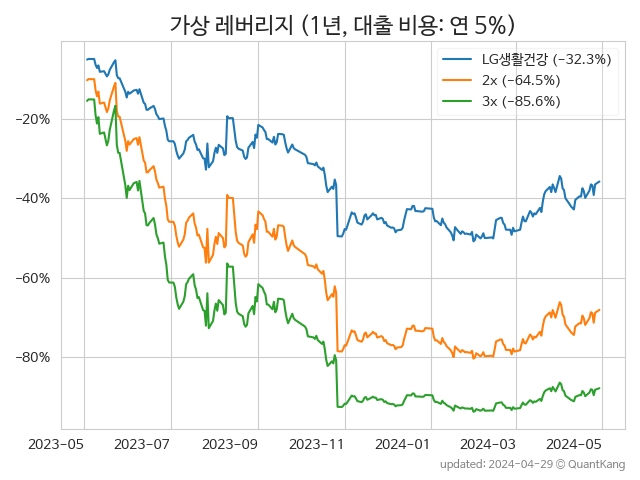 가상 레버리지 (1년, 대출 비용: 연 5%)
LG생활건강 (−32.3%)
2x (−64.5%)
3x (−85.6%)
−20%
−40%
−60%
−80%
2023-05 2023-07 2023-09 2023-11 2024-01 2024-03 2024-05
updated: 2024-04-29 © QuantKang